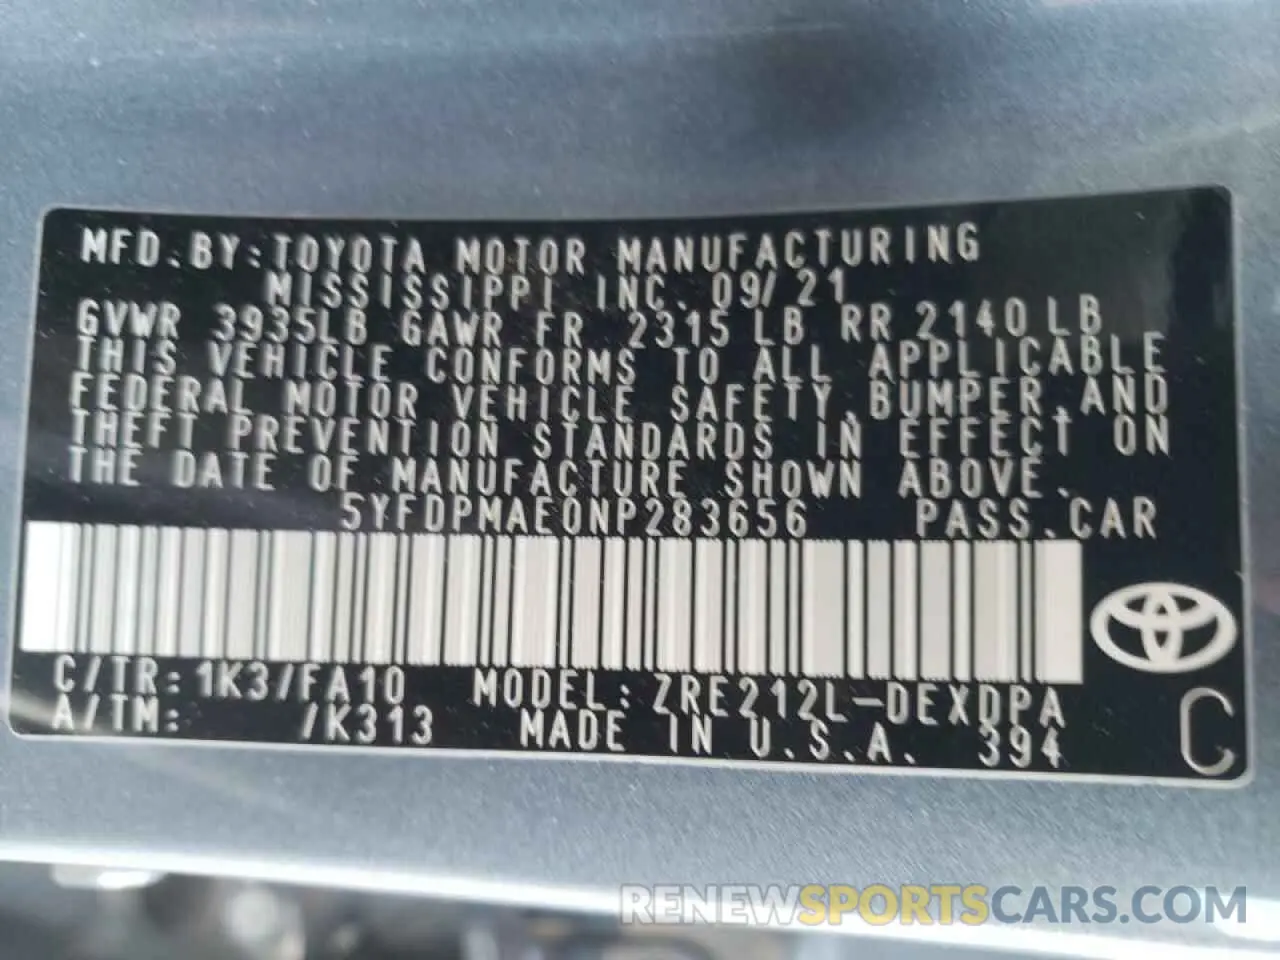 MFD.BY:TOYOTA MOTOR MANUFACTURING
MISSISSIPPI INC. 09/21
GVWR 3935LB GAWR FR 2315 LB RR 2140 LB
THIS VEHICLE CONFORMS TO ALL APPLICABLE
FEDERAL MOTOR VEHICLE SAFETY,BUMPER,AND
THEFT PREVENTION STANDARDS IN EFFECT ON
THE DATE OF MANUFACTURE SHOWN ABOVE.
5YFDPMAE0NP283656 PASS.CAR
C/TR:1K3/FA10 MODEL:ZRE212L-DEXDPA
A/TM: /K313 MADE IN U.S.A. 394
C
RENEWSPORTSCARS.COM